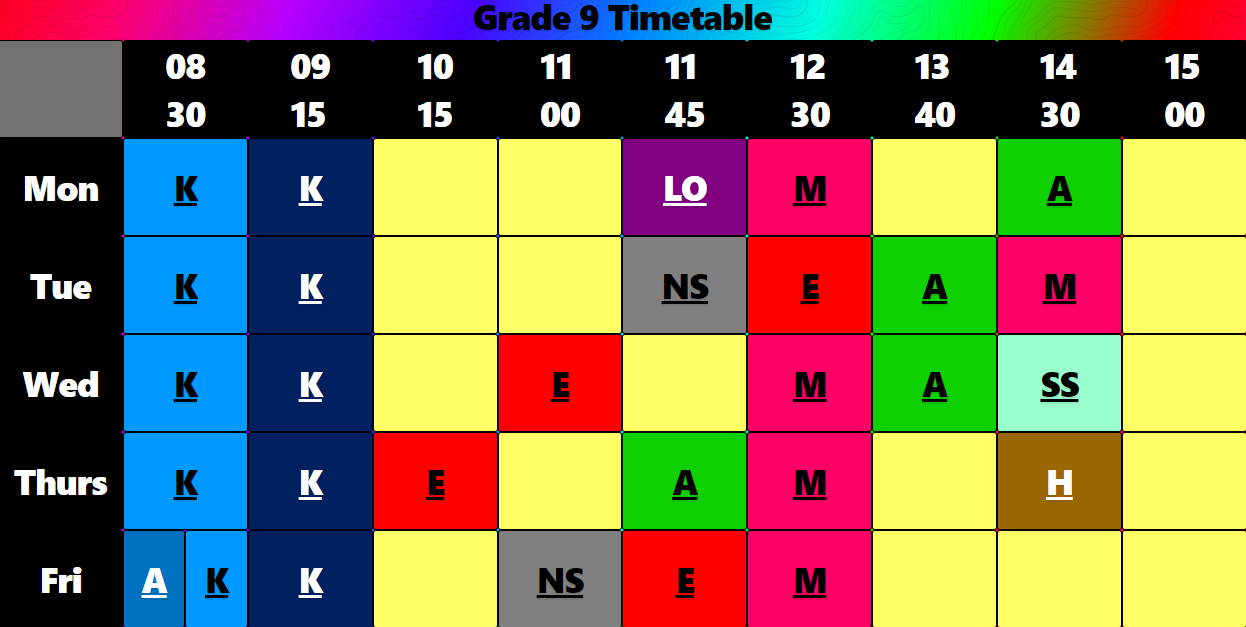 Grade 9 Timetable
08 09 10 11 11 12 13 14 15
30 15 15 00 45 30 40 30 00
Mon K K LO M A
Tue K K NS E A M
Wed K K E M A SS
Thurs K K E A M H
Fri A K K NS E M